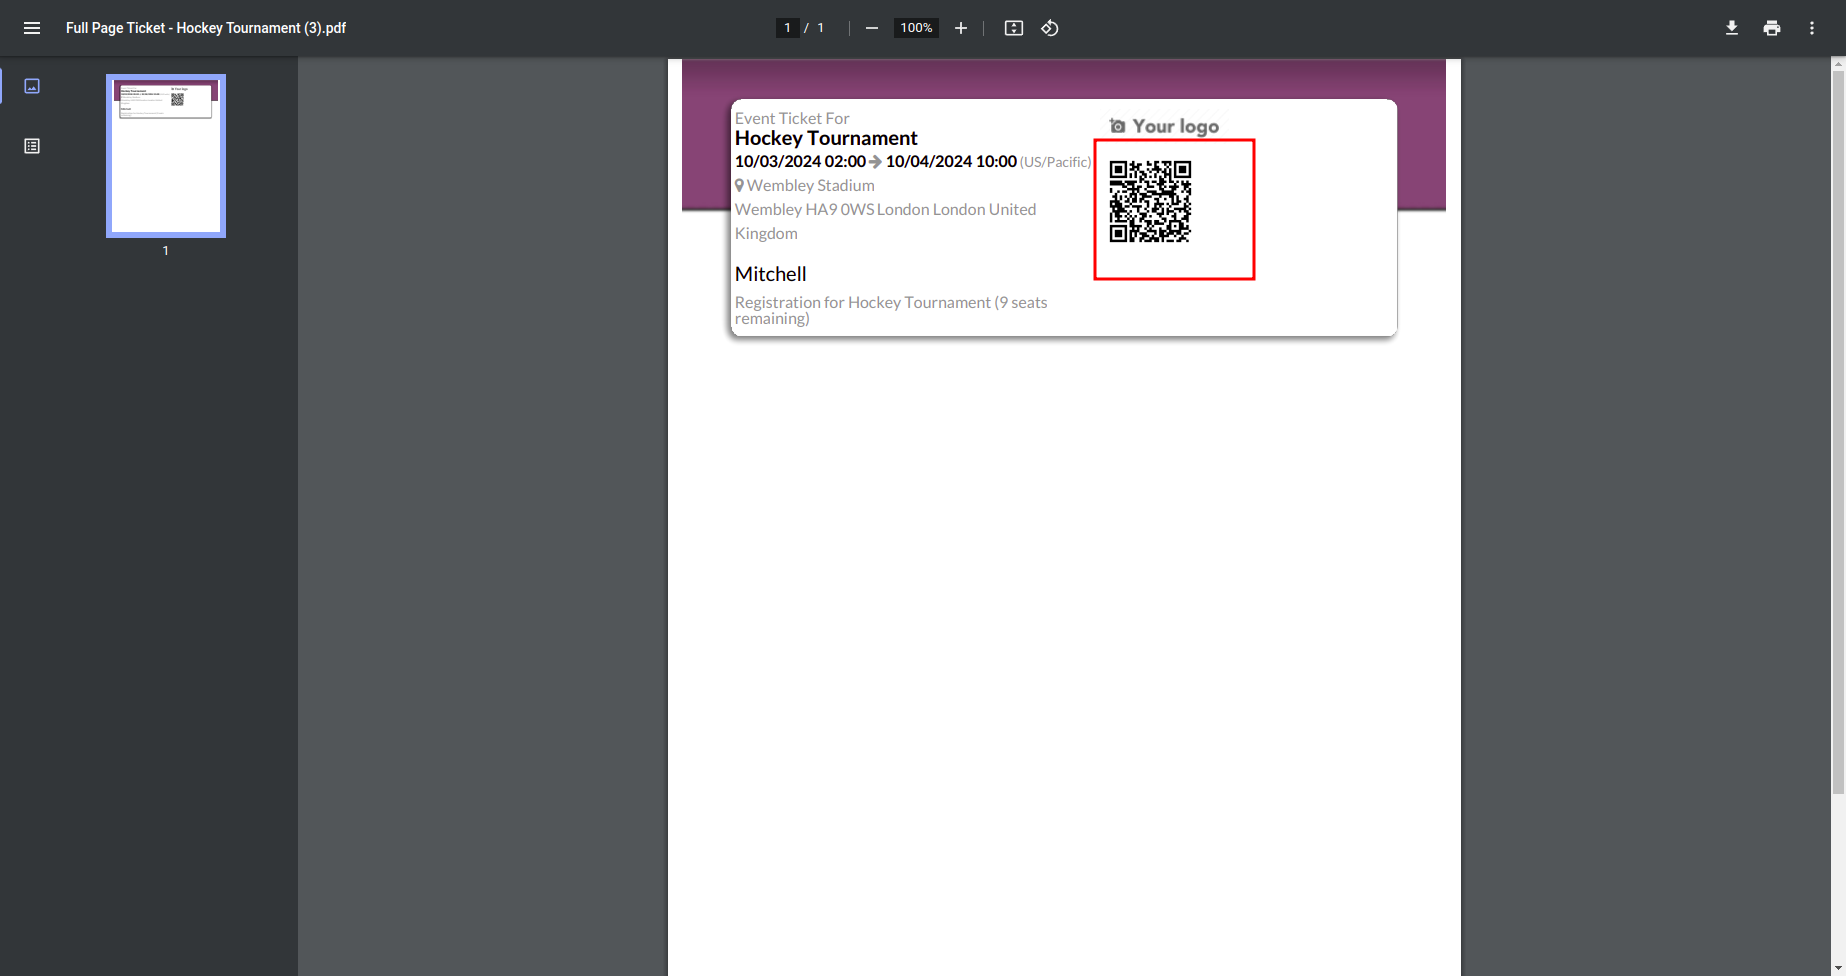 Full Page Ticket - Hockey Tournament (3).pdf
1 / 1
100%
1
Event Ticket For
Hockey Tournament
10/03/2024 02:00 → 10/04/2024 10:00 (US/Pacific)
Wembley Stadium
Wembley HA9 0WS London London United
Kingdom
Mitchell
Registration for Hockey Tournament (9 seats
remaining)
Your logo